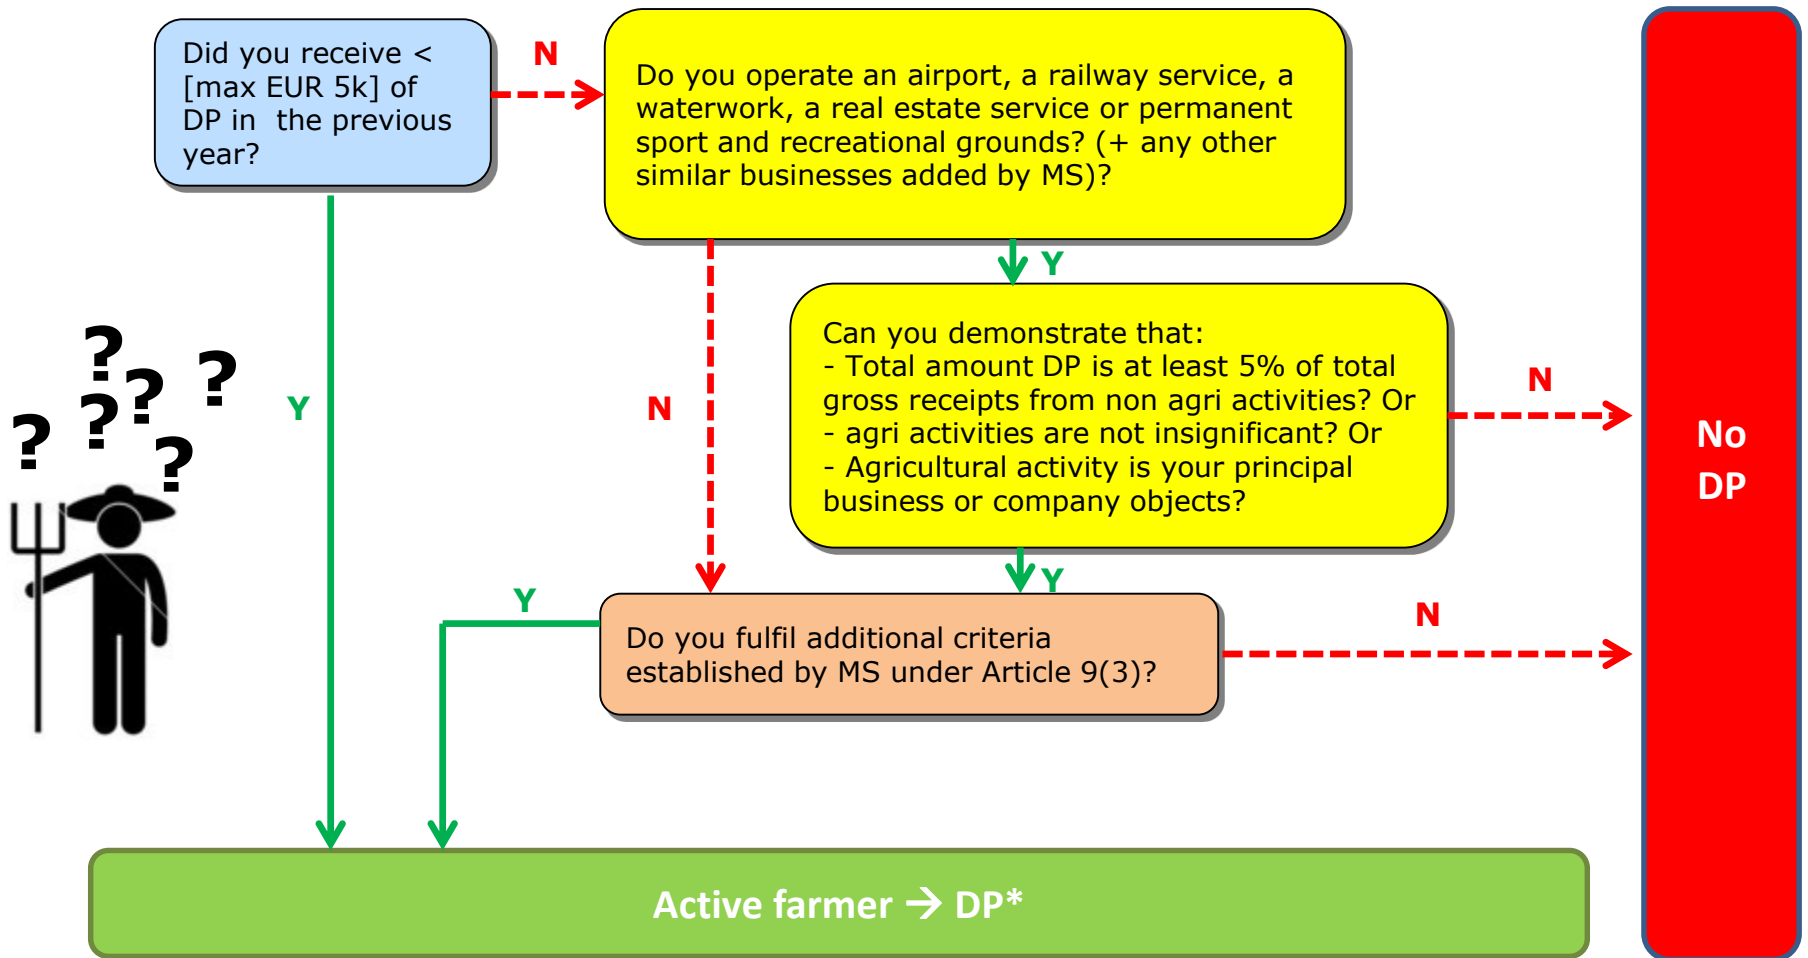 Did you receive <
[max EUR 5k] of
DP in  the previous
year?
N
Do you operate an airport, a railway service, a
waterwork, a real estate service or permanent
sport and recreational grounds? (+ any other
similar businesses added by MS)?
Y
Can you demonstrate that:
- Total amount DP is at least 5% of total
gross receipts from non agri activities? Or
- agri activities are not insignificant? Or
- Agricultural activity is your principal
business or company objects?
N
No
DP
? ? ? ? ? ?
Y
N
Y
Y
Do you fulfil additional criteria
established by MS under Article 9(3)?
N
Active farmer → DP*